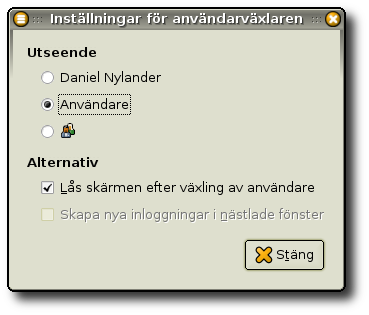 Inställningar för användarväxlaren
Utseende
Daniel Nylander
Användare
Alternativ
Lås skärmen efter växling av användare
Skapa nya inloggningar i nästlade fönster
Stäng